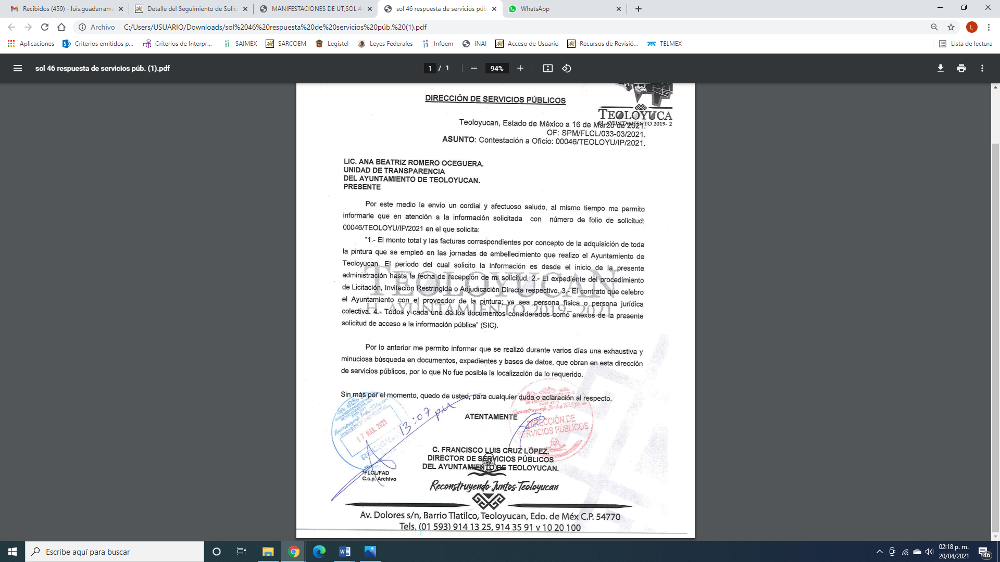 Recibidos (459) - luis.guadarrama
Detalle del Seguimiento de Solici
MANIFESTACIONES DE UT,SOL 46
sol 46 respuesta de servicios púb
WhatsApp
Archivo
C:/Users/USUARIO/Downloads/sol%2046%20respuesta%20de%20servicios%20púb.%20(1).pdf
L
Aplicaciones
Criterios emitidos p...
Criterios de Interpr...
SAIMEX
SARCOEM
Legistel
Leyes Federales
Infoem
INAI
Acceso de Usuario
Recursos de Revisió...
TELMEX
Lista de lectura
sol 46 respuesta de servicios púb. (1).pdf
1 / 1
94%
DIRECCIÓN DE SERVICIOS PÚBLICOS
TEOLOYUCA
H. AYUNTAMIENTO 2019- 2
Teoloyucan, Estado de México a 16 de Marzo de 2021.
OF: SPM/FLCL/033-03/2021.
ASUNTO: Contestación a Oficio: 00046/TEOLOYU/IP/2021.
LIC. ANA BEATRIZ ROMERO OCEGUERA.
UNIDAD DE TRANSPARENCIA
DEL AYUNTAMIENTO DE TEOLOYUCAN.
PRESENTE
Por este medio le envío un cordial y afectuoso saludo, al mismo tiempo me permito
informarle que en atención a la información solicitada con número de folio de solicitud:
00046/TEOLOYU/IP/2021 en el que solicita:
“1.- El monto total y las facturas correspondientes por concepto de la adquisición de toda
la pintura que se empleó en las jornadas de embellecimiento que realizo el Ayuntamiento de
Teoloyucan. El periodo del cual solicito la información es desde el inicio de la presente
administración hasta la fecha de recepción de mi solicitud. 2.- El expediente del procedimiento
de Licitación, Invitación Restringida o Adjudicación Directa respectivo. 3.- El contrato que celebro
el Ayuntamiento con el proveedor de la pintura; ya sea persona física o persona jurídica
colectiva. 4.- Todos y cada uno de los documentos considerados como anexos de la presente
solicitud de acceso a la información pública” (SIC).
TEOLOYUCAN
H. AYUNTAMIENTO 2019- 2021
Por lo anterior me permito informar que se realizó durante varios días una exhaustiva y
minuciosa búsqueda en documentos, expedientes y bases de datos, que obran en esta dirección
de servicios públicos, por lo que No fue posible la localización de lo requerido.
Sin más por el momento, quedo de usted, para cualquier duda o aclaración al respecto.
ATENTAMENTE
Reconstruyendo Juntos Teoloyucan
17 MAR. 2021
RECIBIDO
13:07 pm
Reconstruyendo Juntos Teoloyucan
DIRECCIÓN DE
SERVICIOS PÚBLICOS
C. FRANCISCO LUIS CRUZ LÓPEZ.
DIRECTOR DE SERVICIOS PÚBLICOS
DEL AYUNTAMIENTO DE TEOLOYUCAN.
*FLCL/FAD
C.c.p. Archivo
Reconstruyendo Juntos Teoloyucan
Av. Dolores s/n, Barrio Tlatilco, Teoloyucan, Edo. de Méx C.P. 54770
Tels. (01 593) 914 13 25, 914 35 91 y 10 20 100
Escribe aquí para buscar
02:18 p. m.
20/04/2021
46